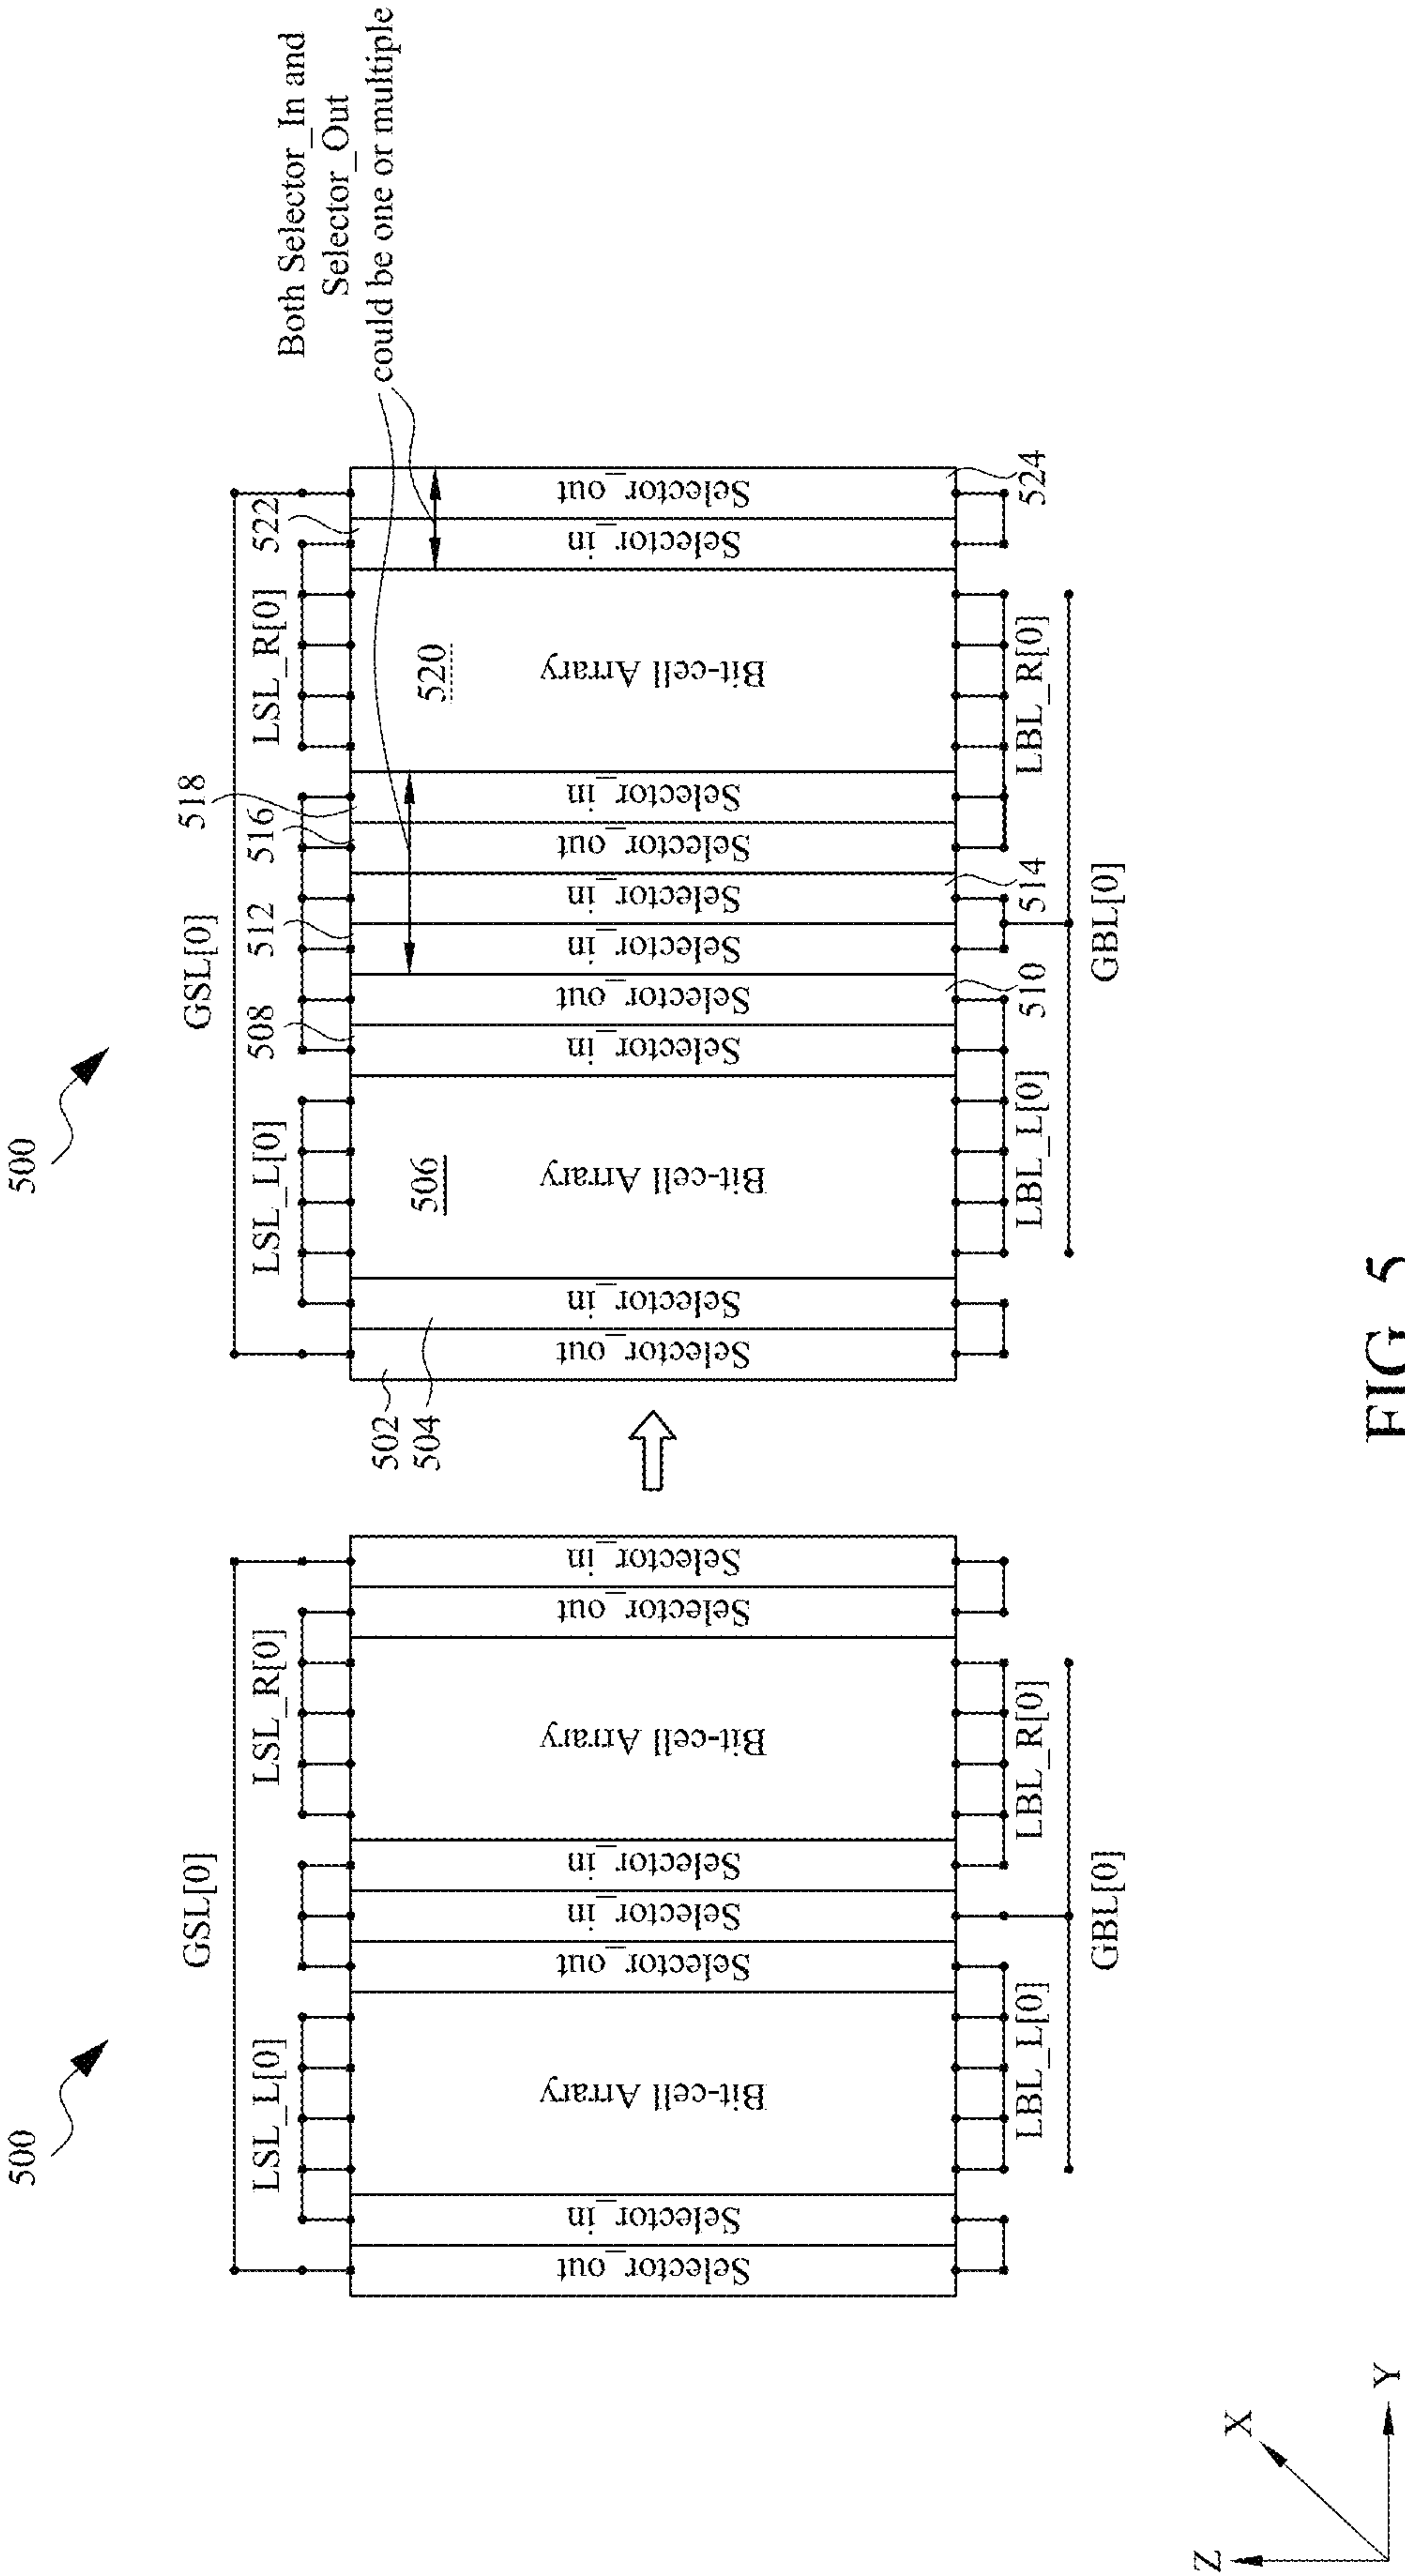 500
GSL[0]
LSL_L[0]
LSL_R[0]
Selector_out
Selector_in
Bit-cell Arrary
Selector_out
Selector_in
Selector_in
Bit-cell Arrary
Selector_out
Selector_in
LBL_L[0]
LBL_R[0]
GBL[0]
500
GSL[0]
LSL_L[0]
508
512
516
518
LSL_R[0]
522
Both Selector_In and
Selector_Out
could be one or multiple
502
504
506
520
Selector_out
Selector_in
Bit-cell Arrary
Selector_in
Selector_out
Selector_in
Selector_in
Selector_out
Selector_in
Bit-cell Arrary
Selector_in
Selector_out
LBL_L[0]
510
514
LBL_R[0]
524
GBL[0]
Z
X
Y
FIG. 5